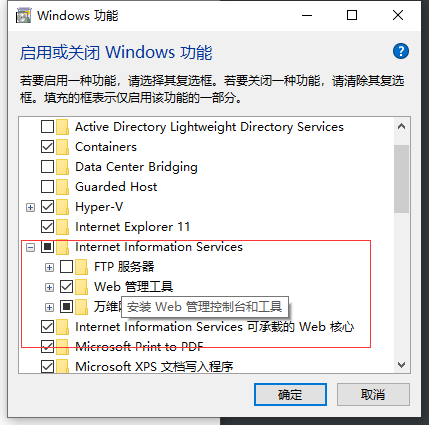 Windows 功能
启用或关闭 Windows 功能
若要启用一种功能，请选择其复选框。若要关闭一种功能，请清除其复选
框。填充的框表示仅启用该功能的一部分。
Active Directory Lightweight Directory Services
Containers
Data Center Bridging
Guarded Host
Hyper-V
Internet Explorer 11
Internet Information Services
FTP 服务器
Web 管理工具
万维
安装 Web 管理控制台和工具
Internet Information Services 可承载的 Web 核心
Microsoft Print to PDF
Microsoft XPS 文档写入程序
确定
取消